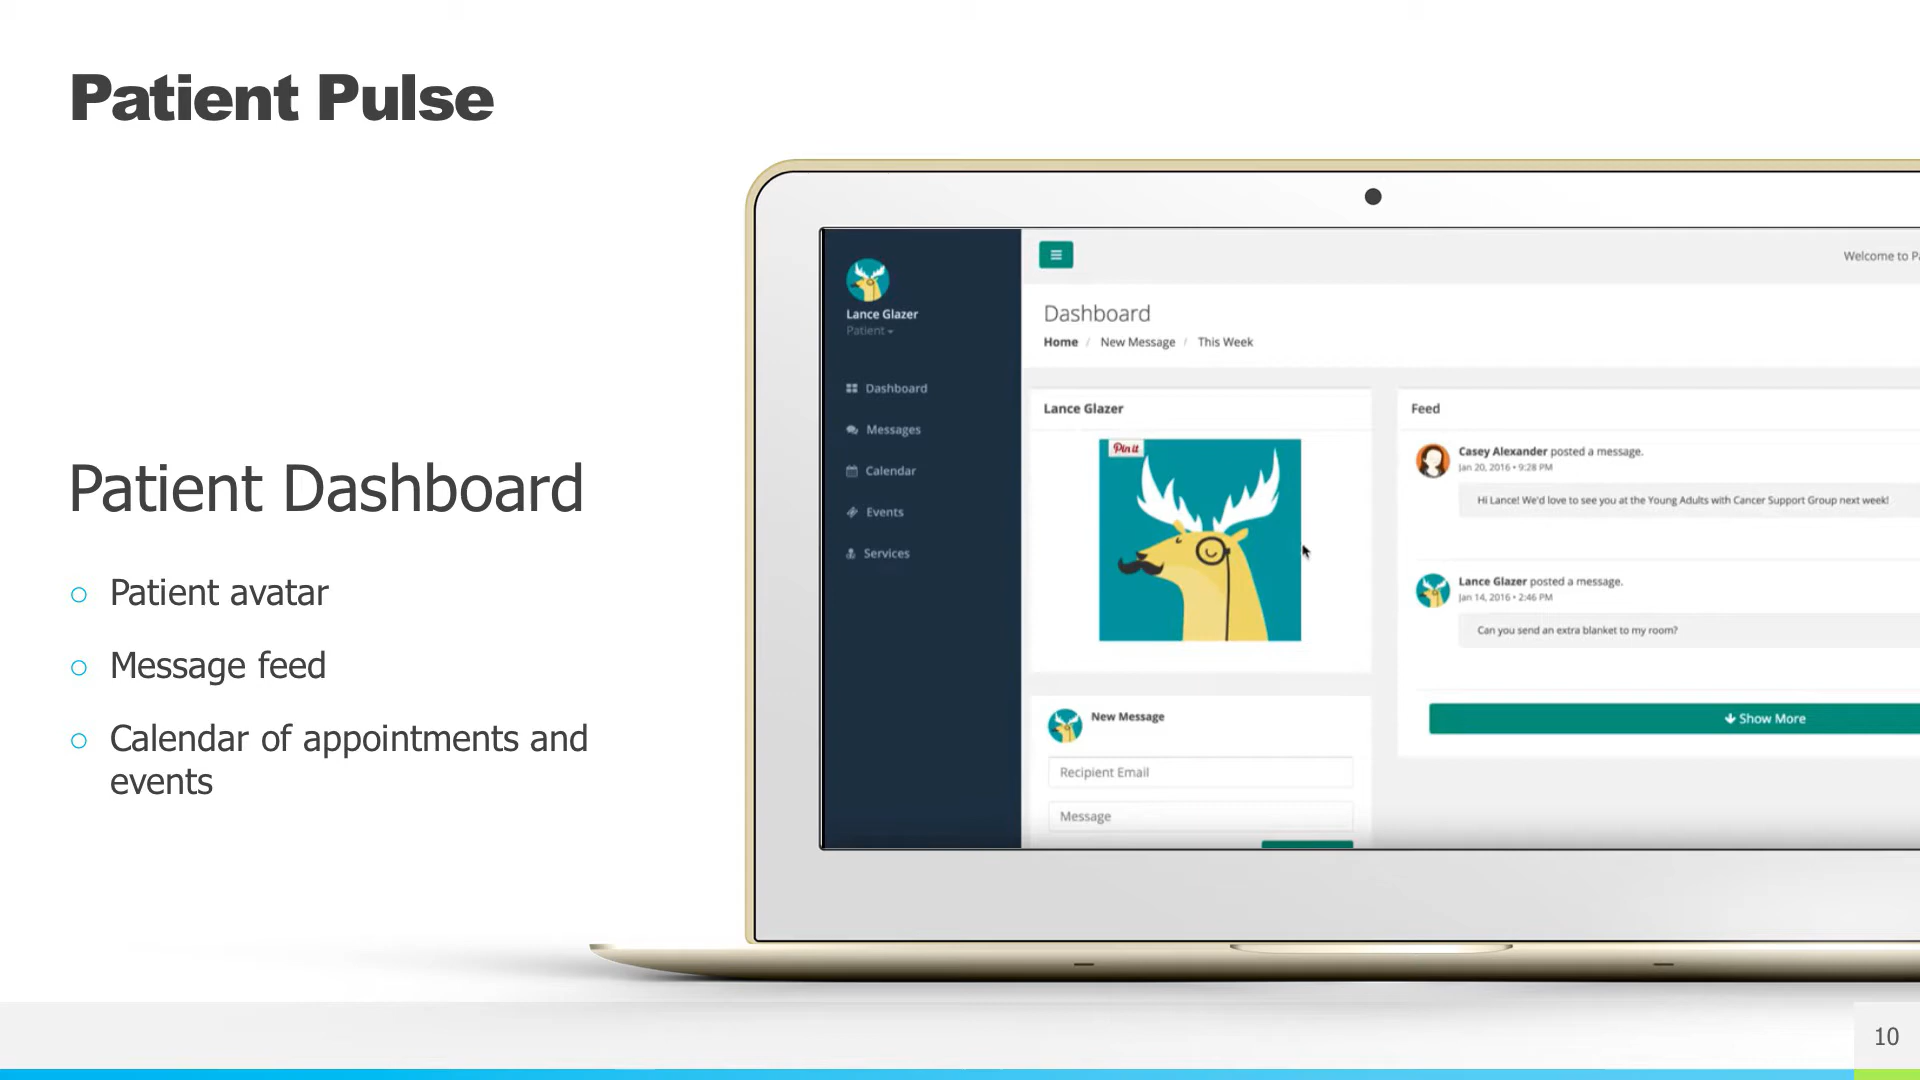 Patient Pulse
Patient Dashboard
Patient avatar
Message feed
Calendar of appointments and
events
Lance Glazer
Patient
Dashboard
Messages
Calendar
Events
Services
Welcome to Pa
Dashboard
Home / New Message / This Week
Lance Glazer
Pin it
New Message
Recipient Email
Message
Feed
Casey Alexander posted a message.
Jan 20, 2016 • 9:28 PM
Hi Lance! We'd love to see you at the Young Adults with Cancer Support Group next week!
Lance Glazer posted a message.
Jan 14, 2016 • 2:46 PM
Can you send an extra blanket to my room?
Show More
10